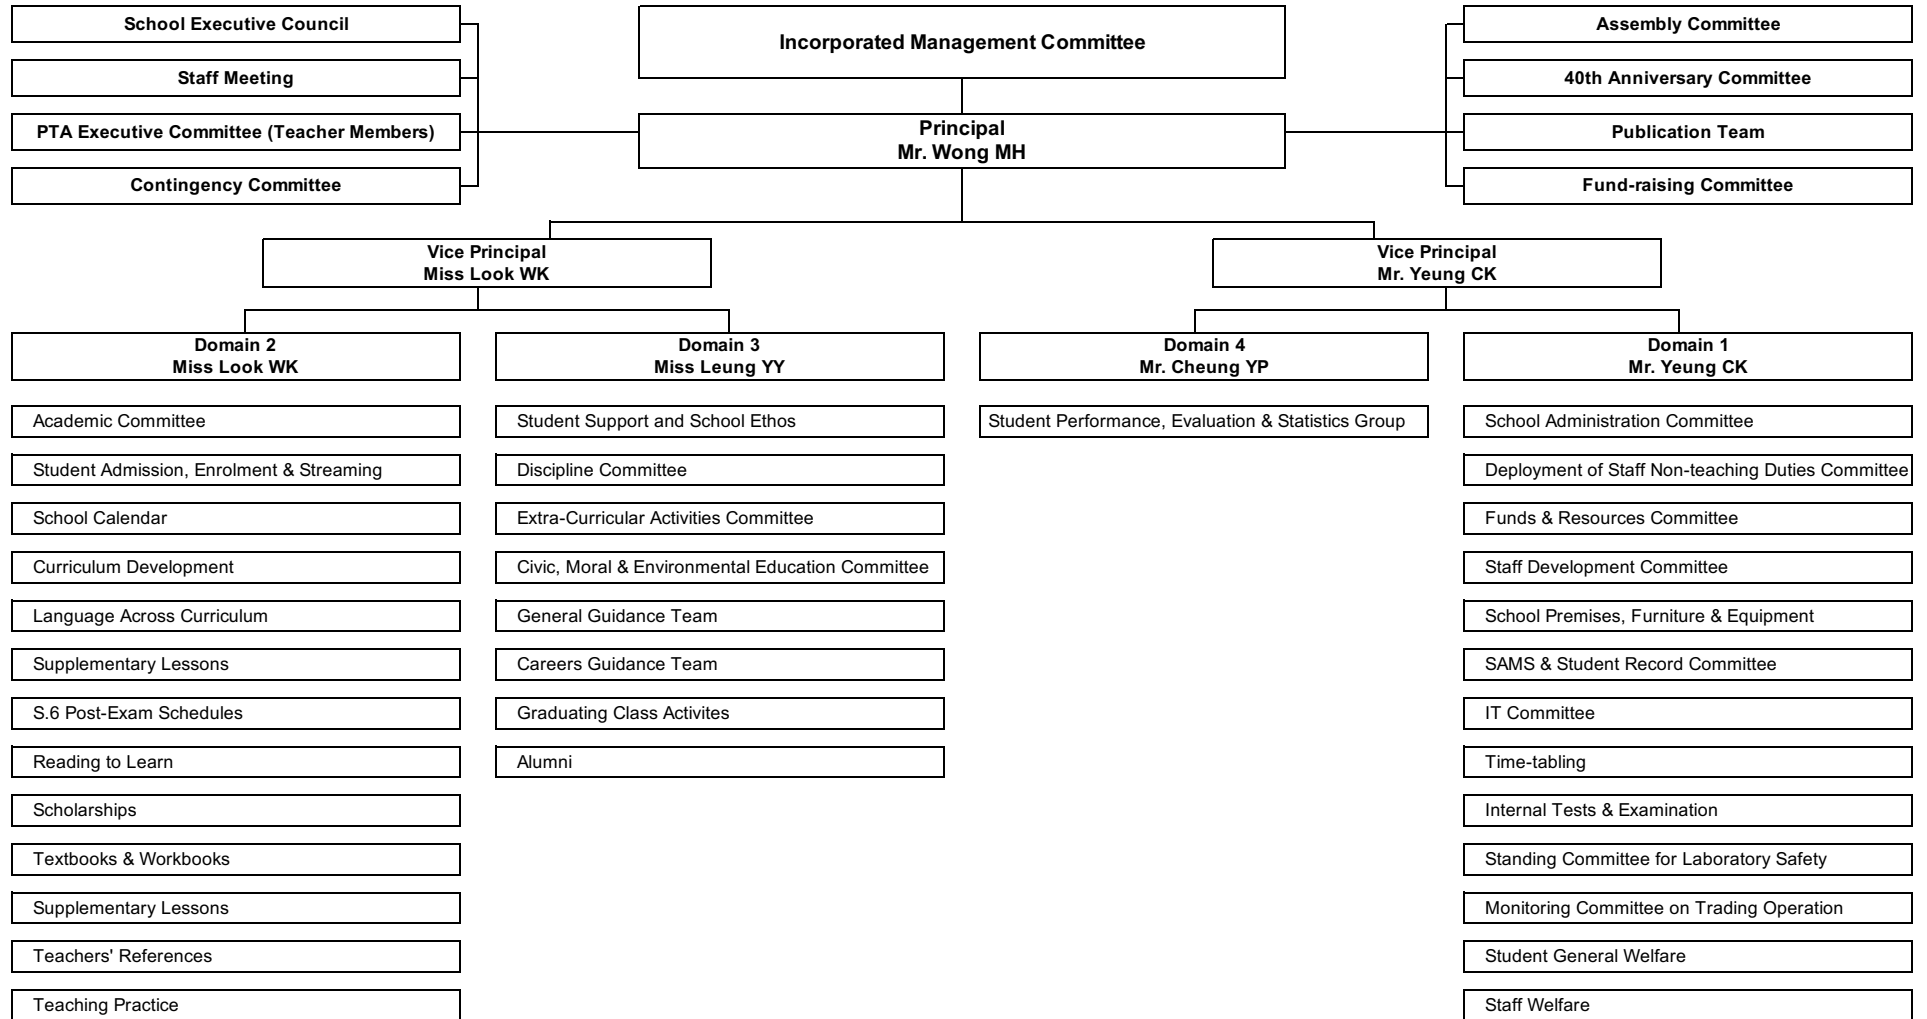 School Executive Council
Staff Meeting
PTA Executive Committee (Teacher Members)
Contingency Committee
Incorporated Management Committee
Principal
Mr. Wong MH
Assembly Committee
40th Anniversary Committee
Publication Team
Fund-raising Committee
Vice Principal
Miss Look WK
Vice Principal
Mr. Yeung CK
Domain 2
Miss Look WK
Academic Committee
Student Admission, Enrolment & Streaming
School Calendar
Curriculum Development
Language Across Curriculum
Supplementary Lessons
S.6 Post-Exam Schedules
Reading to Learn
Scholarships
Textbooks & Workbooks
Supplementary Lessons
Teachers' References
Teaching Practice
Domain 3
Miss Leung YY
Student Support and School Ethos
Discipline Committee
Extra-Curricular Activities Committee
Civic, Moral & Environmental Education Committee
General Guidance Team
Careers Guidance Team
Graduating Class Activites
Alumni
Domain 4
Mr. Cheung YP
Student Performance, Evaluation & Statistics Group
Domain 1
Mr. Yeung CK
School Administration Committee
Deployment of Staff Non-teaching Duties Committee
Funds & Resources Committee
Staff Development Committee
School Premises, Furniture & Equipment
SAMS & Student Record Committee
IT Committee
Time-tabling
Internal Tests & Examination
Standing Committee for Laboratory Safety
Monitoring Committee on Trading Operation
Student General Welfare
Staff Welfare